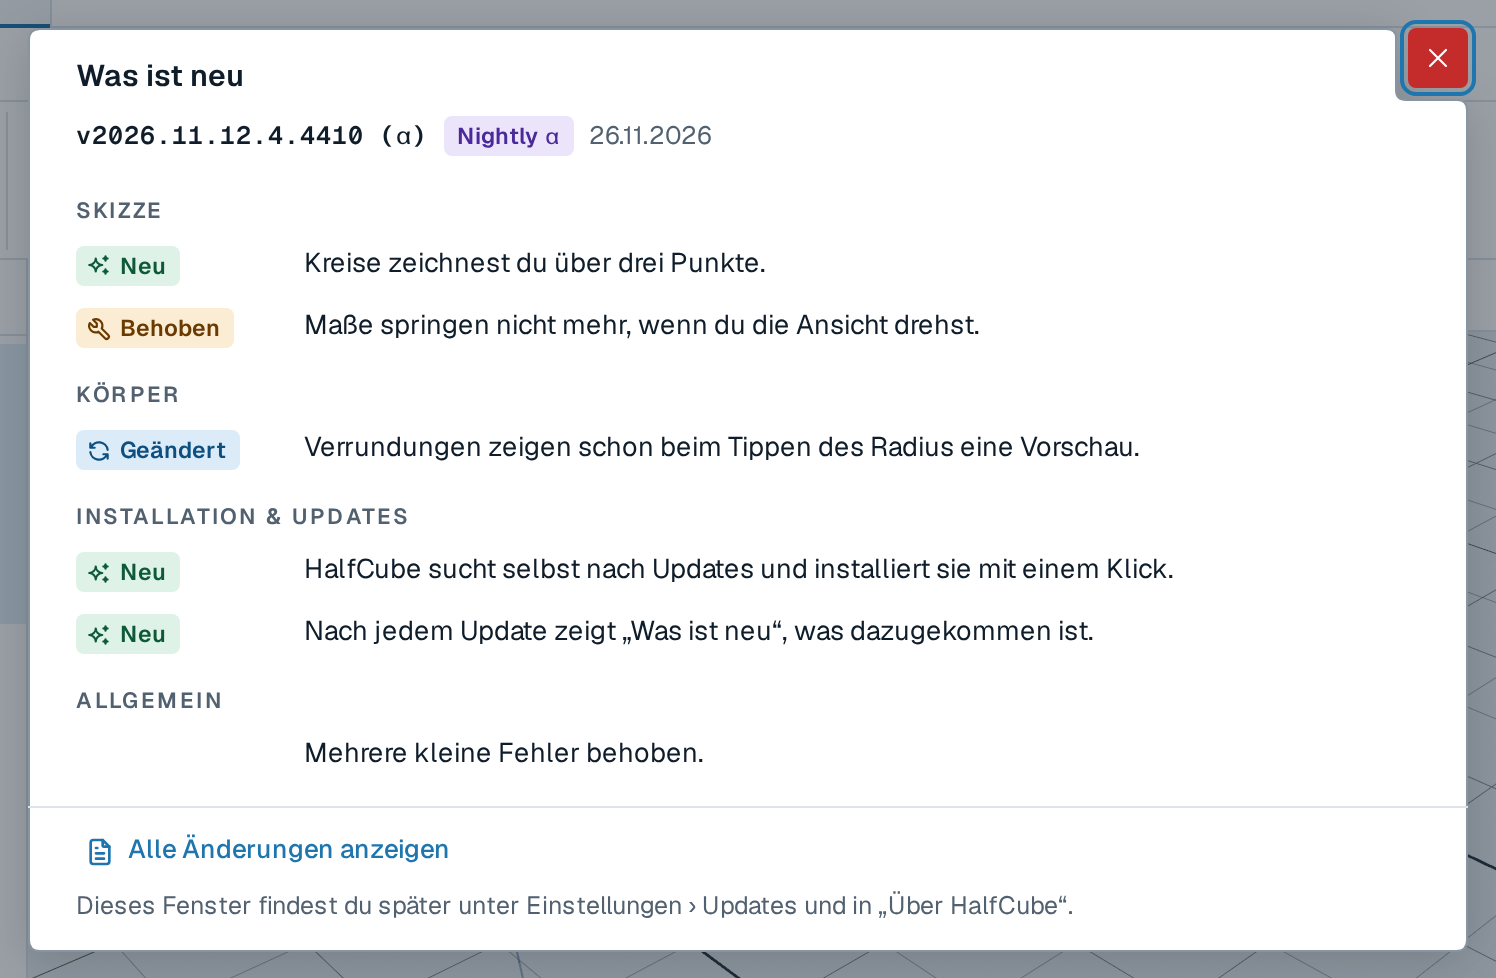 Was ist neu
v2026.11.12.4.4410 (α) Nightly α 26.11.2026
SKIZZE
Neu Kreise zeichnest du über drei Punkte.
Behoben Maße springen nicht mehr, wenn du die Ansicht drehst.
KÖRPER
Geändert Verrundungen zeigen schon beim Tippen des Radius eine Vorschau.
INSTALLATION & UPDATES
Neu HalfCube sucht selbst nach Updates und installiert sie mit einem Klick.
Neu Nach jedem Update zeigt „Was ist neu“, was dazugekommen ist.
ALLGEMEIN
Mehrere kleine Fehler behoben.
Alle Änderungen anzeigen
Dieses Fenster findest du später unter Einstellungen › Updates und in „Über HalfCube“.